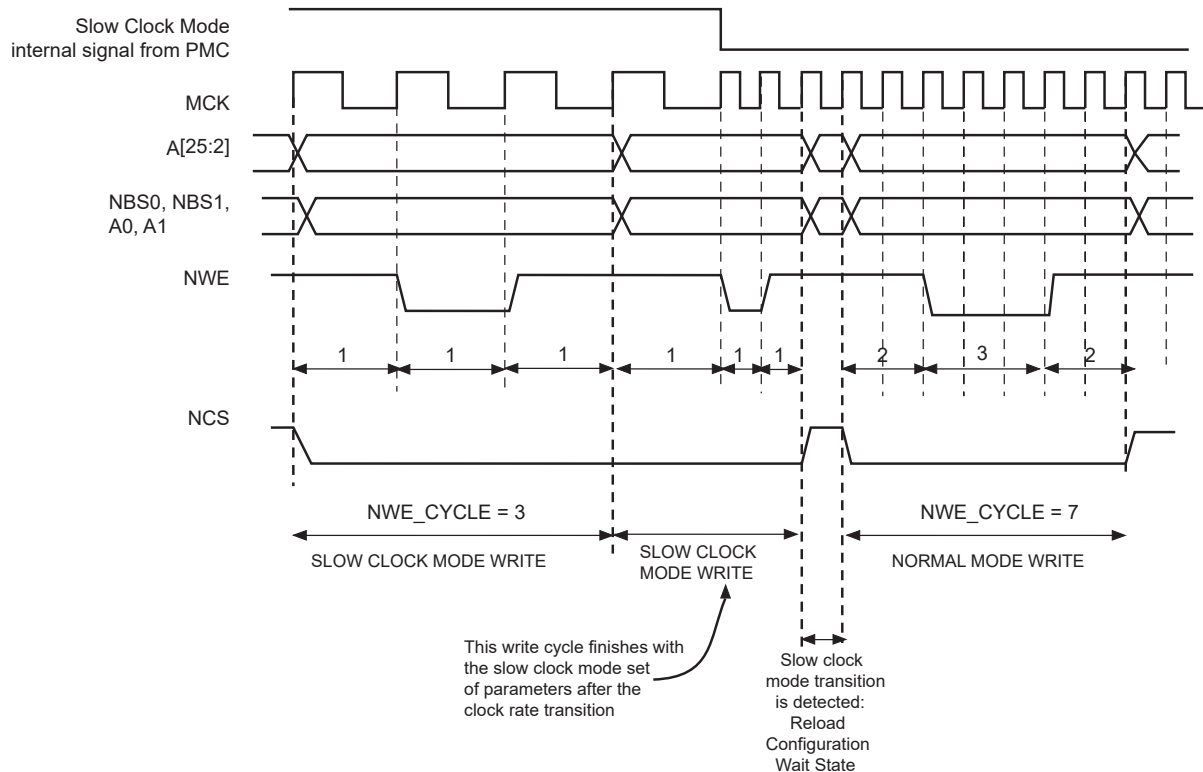 Slow Clock Mode
internal signal from PMC
MCK
A[25:2]
NBS0, NBS1,
A0, A1
NWE
1 1 1 1 1 1 2 3 2
NCS
NWE_CYCLE = 3
NWE_CYCLE = 7
SLOW CLOCK MODE WRITE
SLOW CLOCK
MODE WRITE
NORMAL MODE WRITE
This write cycle finishes with
the slow clock mode set
of parameters after the
clock rate transition
Slow clock
mode transition
is detected:
Reload
Configuration
Wait State